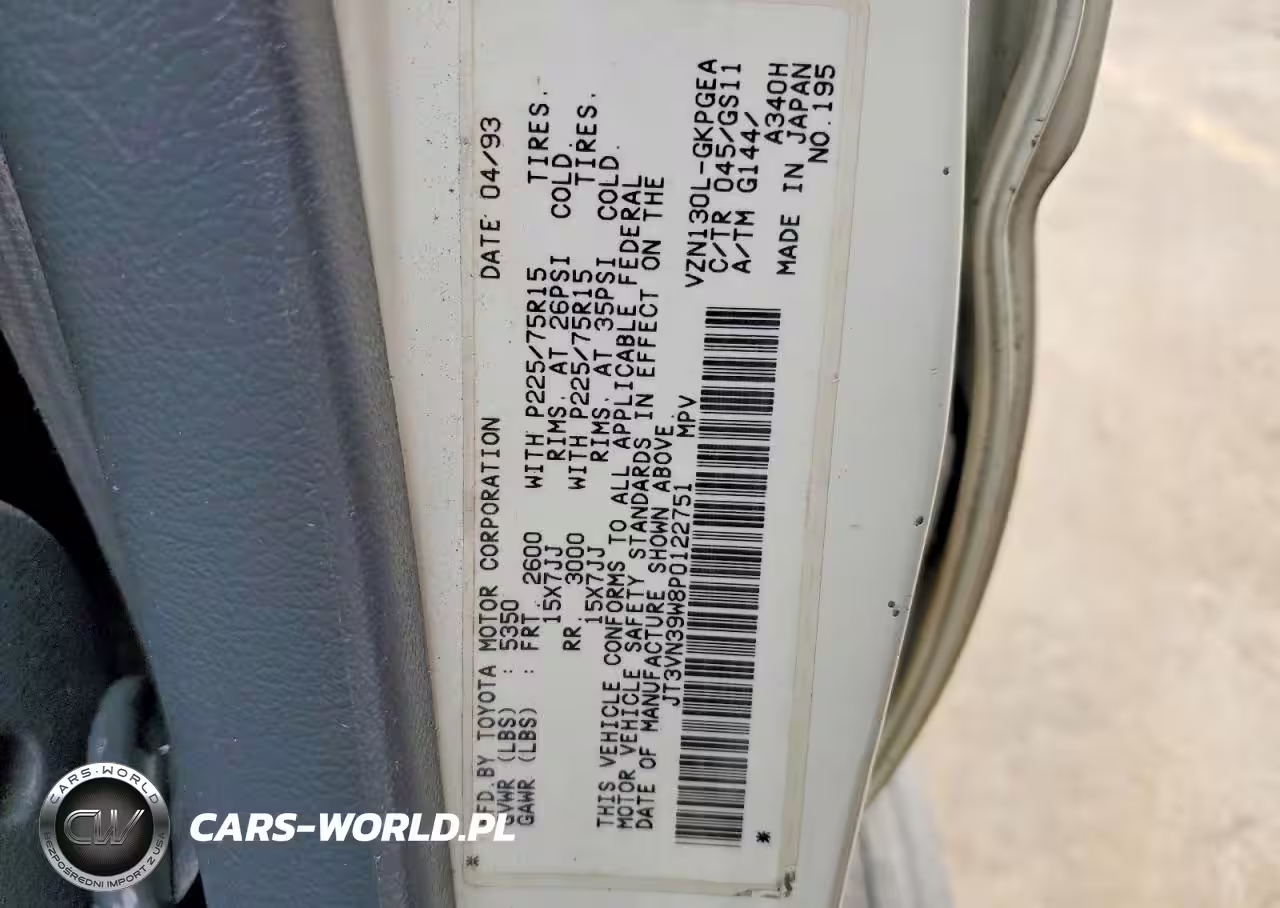 MFD.BY TOYOTA MOTOR CORPORATION DATE 04/93
GVWR (LBS) : 5350
GAWR (LBS) : FRT. 2600 WITH P225/75R15 TIRES,
15X7JJ RIMS, AT 26PSI COLD.
RR. 3000 WITH P225/75R15 TIRES,
15X7JJ RIMS, AT 35PSI COLD.
THIS VEHICLE CONFORMS TO ALL APPLICABLE FEDERAL
MOTOR VEHICLE SAFETY STANDARDS IN EFFECT ON THE
DATE OF MANUFACTURE SHOWN ABOVE.
JT3VN39W8P0122751 MPV
VZN130L-GKPGEA
C/TR 045/GS11
A/TM G144/
A340H
MADE IN JAPAN
NO.195
CARS-WORLD
CW
BEZPOŚREDNI IMPORT Z USA
CARS-WORLD.PL